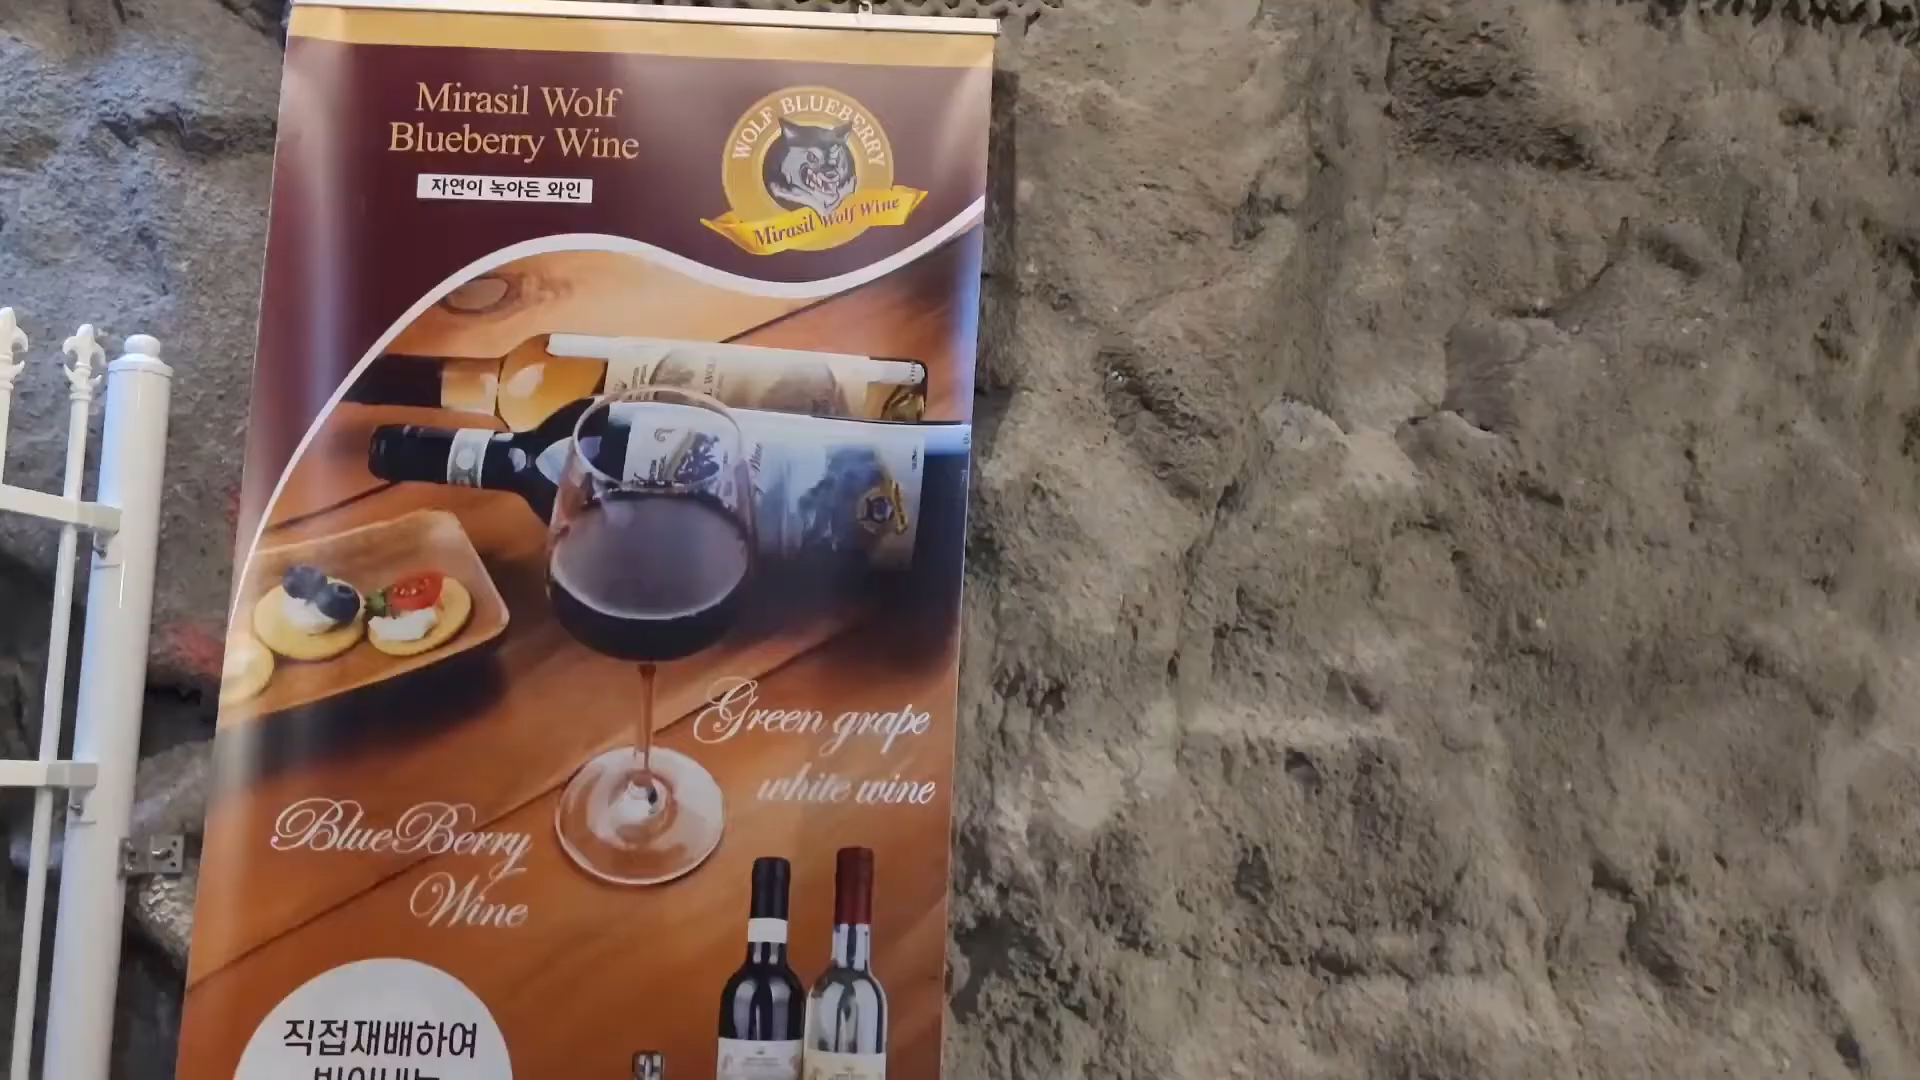 Mirasil Wolf
Blueberry Wine
자연이 녹아든 와인
WOLF BLUEBERRY
Mirasil Wolf Wine
Green grape
white wine
BlueBerry
Wine
직접재배하여